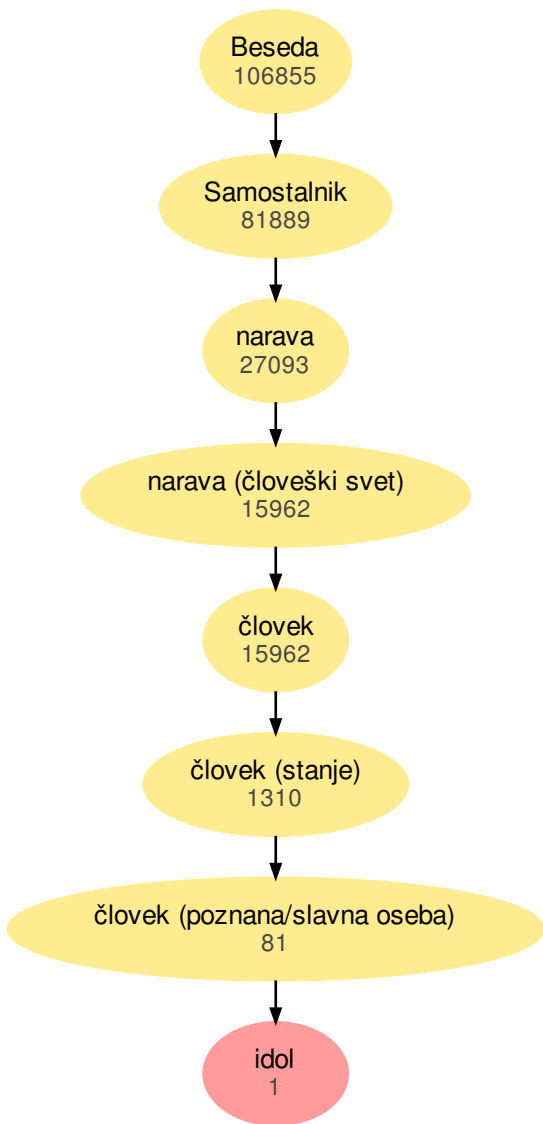 Beseda
106855
Samostalnik
81889
narava
27093
narava (človeški svet)
15962
človek
15962
človek (stanje)
1310
človek (poznana/slavna oseba)
81
idol
1